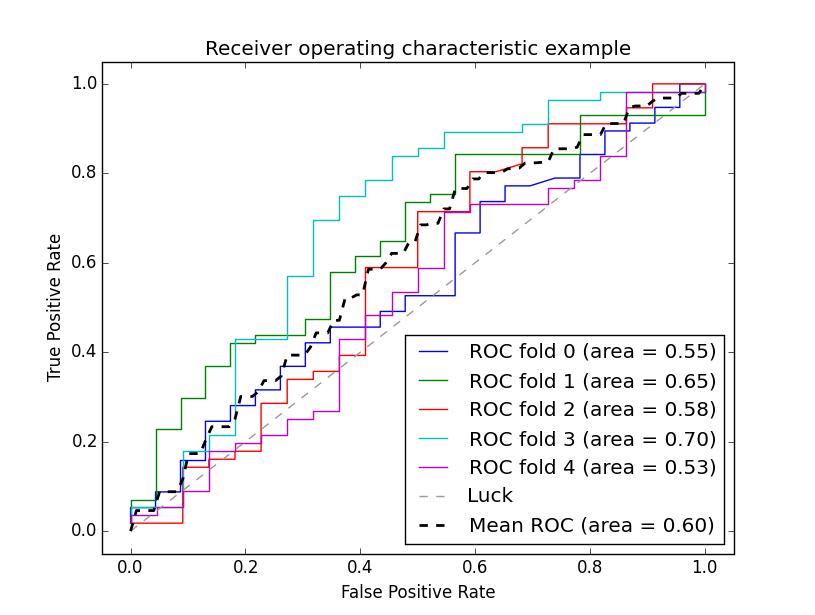 Receiver operating characteristic example
True Positive Rate
1.0
0.8
0.6
0.4
0.2
0.0
ROC fold 0 (area = 0.55)
ROC fold 1 (area = 0.65)
ROC fold 2 (area = 0.58)
ROC fold 3 (area = 0.70)
ROC fold 4 (area = 0.53)
Luck
Mean ROC (area = 0.60)
0.0 0.2 0.4 0.6 0.8 1.0
False Positive Rate